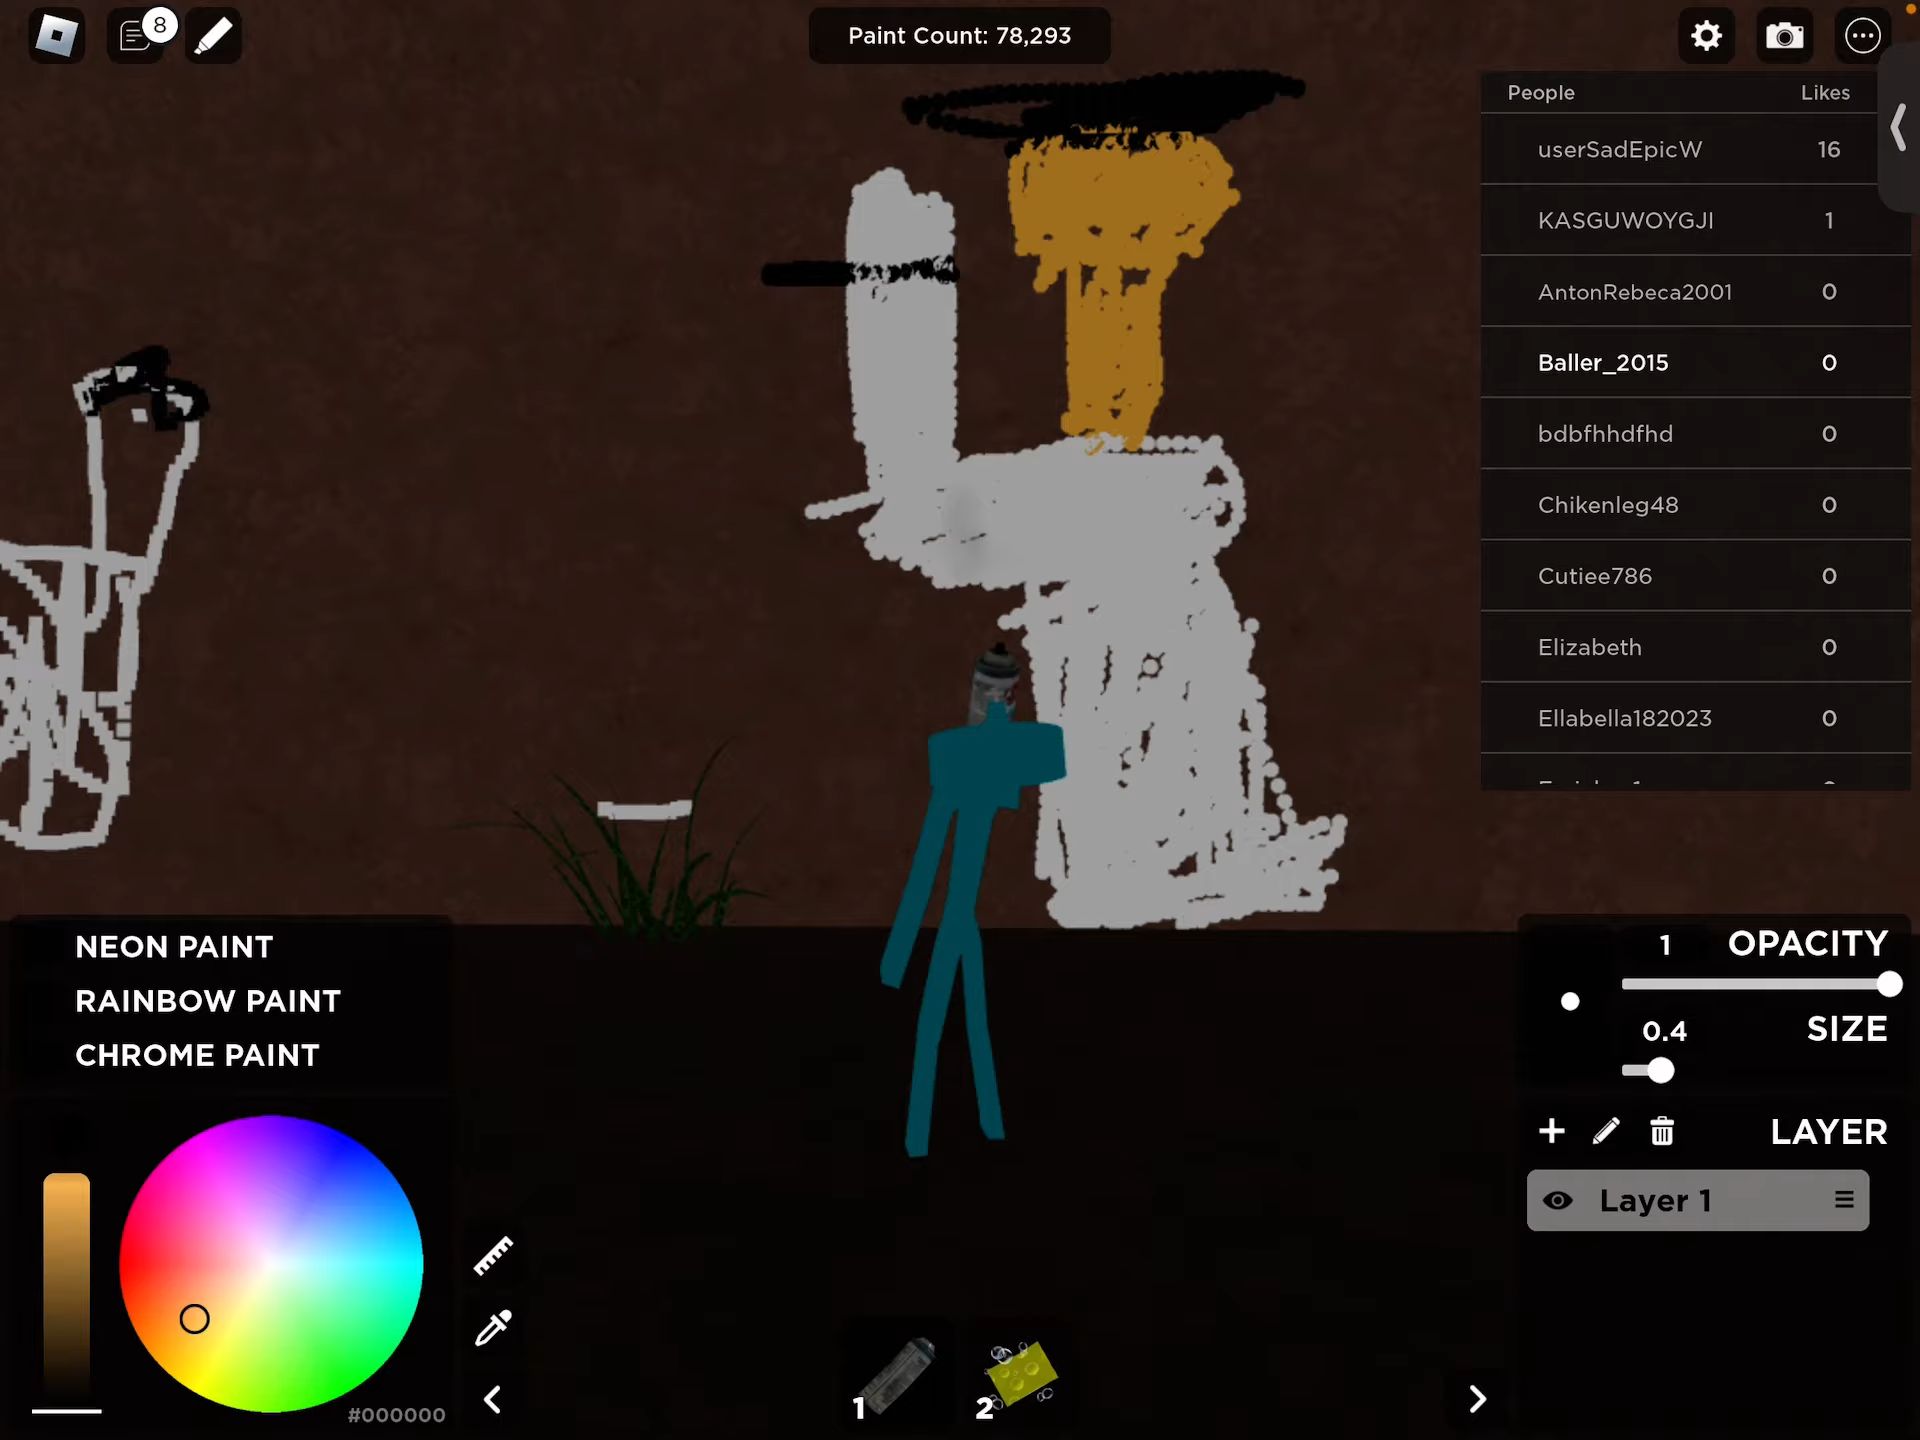 8
Paint Count: 78,293
People Likes
userSadEpicW 16
KASGUWOYGJI 1
AntonRebeca2001 0
Baller_2015 0
bdbfhhdfhd 0
Chikenleg48 0
Cutiee786 0
Elizabeth 0
Ellabella182023 0
NEON PAINT
RAINBOW PAINT
CHROME PAINT
1 OPACITY
0.4 SIZE
LAYER
Layer 1
#000000
1
2